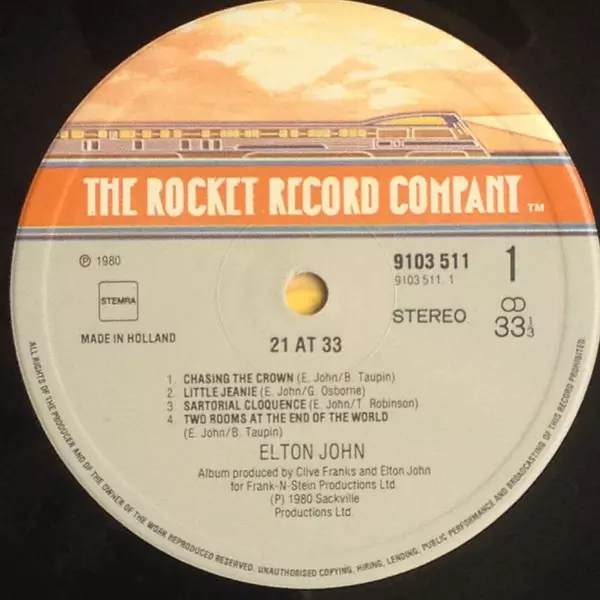 THE ROCKET RECORD COMPANY TM
℗ 1980
9103 511 1
9103 511. 1
STEMRA
STEREO
33 1/3
MADE IN HOLLAND
21 AT 33
1. CHASING THE CROWN (E. John/B. Taupin)
2. LITTLE JEANIE (E. John/G. Osborne)
3. SARTORIAL CLOQUENCE (E. John/T. Robinson)
4. TWO ROOMS AT THE END OF THE WORLD
(E. John/B. Taupin)
ELTON JOHN
Album produced by Clive Franks and Elton John
for Frank-N-Stein Productions Ltd.
(P) 1980 Sackville
Productions Ltd.
ALL RIGHTS OF THE PRODUCER AND OF THE OWNER OF THE WORK REPRODUCED RESERVED. UNAUTHORISED COPYING, HIRING, LENDING, PUBLIC PERFORMANCE AND BROADCASTING OF THIS RECORD PROHIBITED.